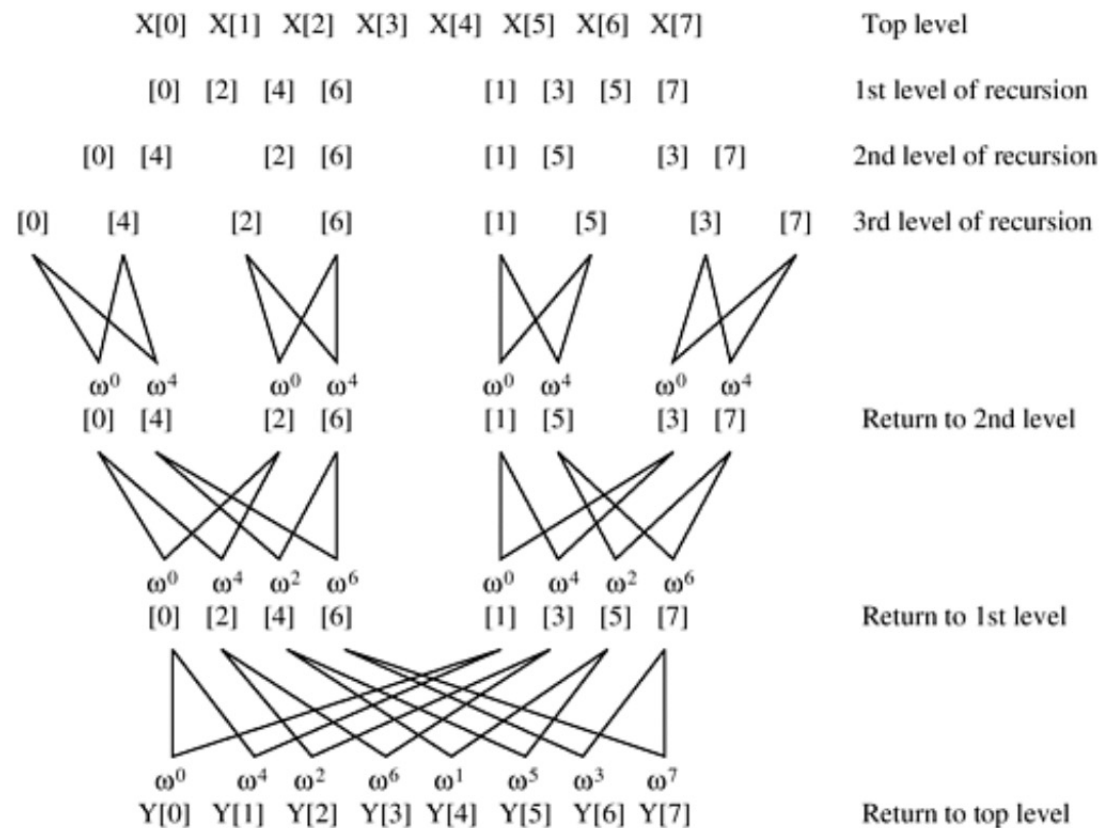 X[0] X[1] X[2] X[3] X[4] X[5] X[6] X[7] Top level
[0] [2] [4] [6] [1] [3] [5] [7] 1st level of recursion
[0] [4] [2] [6] [1] [5] [3] [7] 2nd level of recursion
[0] [4] [2] [6] [1] [5] [3] [7] 3rd level of recursion
ω⁰ ω⁴ ω⁰ ω⁴ ω⁰ ω⁴ ω⁰ ω⁴
[0] [4] [2] [6] [1] [5] [3] [7] Return to 2nd level
ω⁰ ω⁴ ω² ω⁶ ω⁰ ω⁴ ω² ω⁶
[0] [2] [4] [6] [1] [3] [5] [7] Return to 1st level
ω⁰ ω⁴ ω² ω⁶ ω¹ ω⁵ ω³ ω⁷
Y[0] Y[1] Y[2] Y[3] Y[4] Y[5] Y[6] Y[7] Return to top level